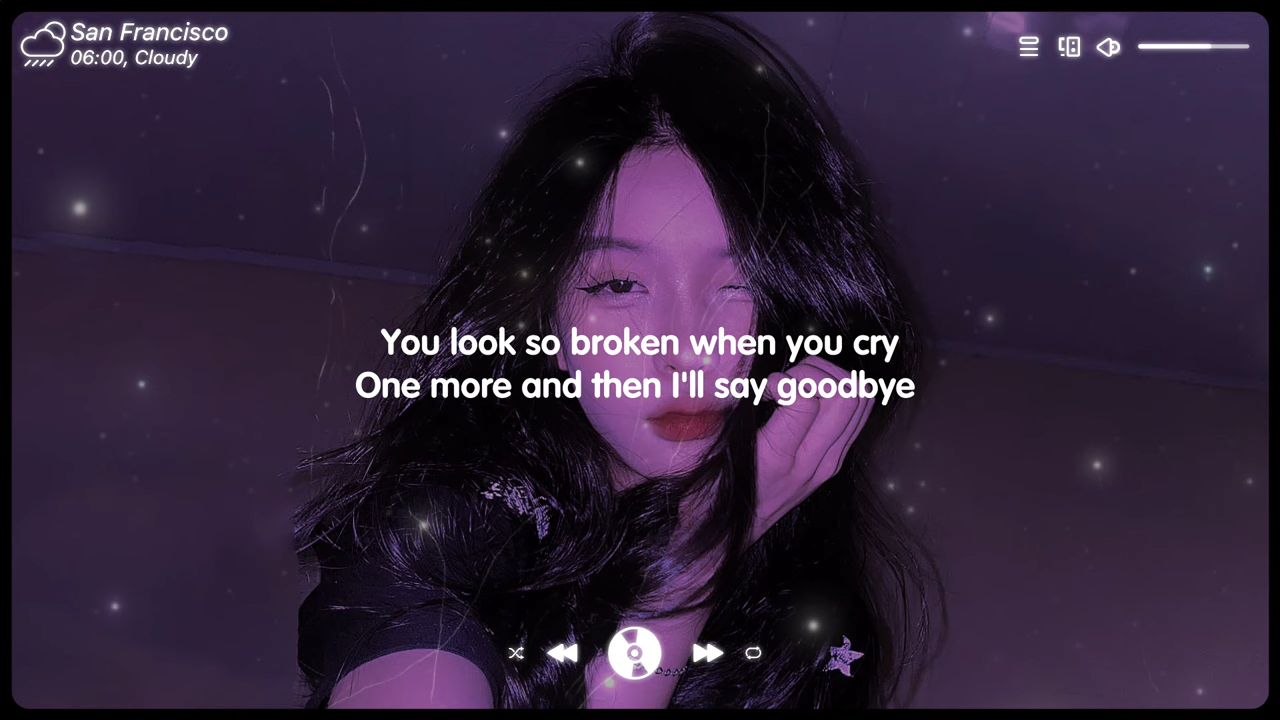 San Francisco
06:00, Cloudy
You look so broken when you cry
One more and then I'll say goodbye